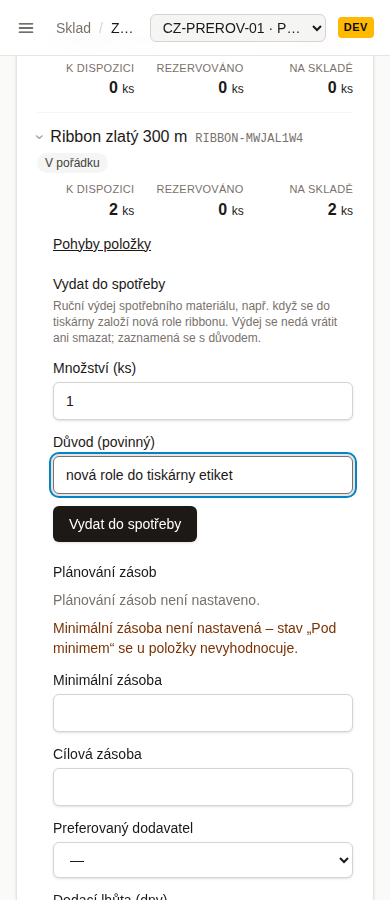 Sklad / Z…
CZ-PREROV-01 · P…
DEV
K DISPOZICI REZERVOVÁNO NA SKLADĚ
0 ks 0 ks 0 ks
Ribbon zlatý 300 m RIBBON-MWJAL1W4
V pořádku
K DISPOZICI REZERVOVÁNO NA SKLADĚ
2 ks 0 ks 2 ks
Pohyby položky
Vydat do spotřeby
Ruční výdej spotřebního materiálu, např. když se do
tiskárny založí nová role ribbonu. Výdej se nedá vrátit
ani smazat; zaznamená se s důvodem.
Množství (ks)
1
Důvod (povinný)
nová role do tiskárny etiket
Vydat do spotřeby
Plánování zásob
Plánování zásob není nastaveno.
Minimální zásoba není nastavená – stav „Pod
minimem“ se u položky nevyhodnocuje.
Minimální zásoba
Cílová zásoba
Preferovaný dodavatel
—
Dodací lhůta (dny)